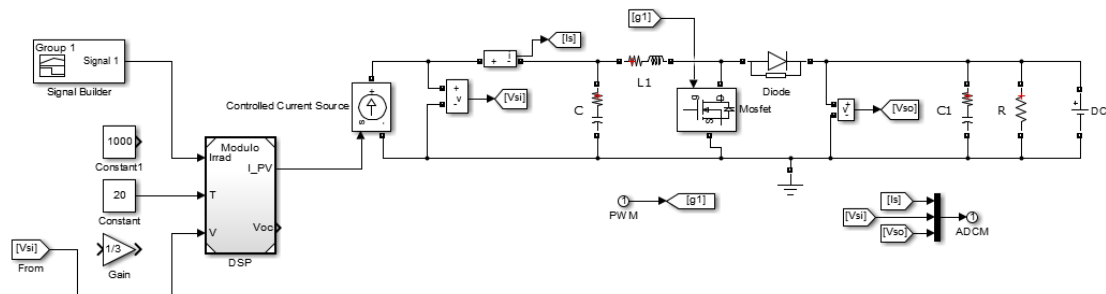 Group 1
Signal 1
Signal Builder
1000
Constant1
20
Constant
[Vsi]
From
1/3
Gain
Modulo
Irrad
I_PV
T
Voc
V
DSP
Controlled Current Source
+
-
s
+
-
v
[Vsi]
+
-
i
[Is]
C
L1
[g1]
g
D
S
Mosfet
Diode
+
-
v
[Vso]
C1
R
+
DC
1
PWM
[g1]
[Is]
[Vsi]
[Vso]
1
ADCM